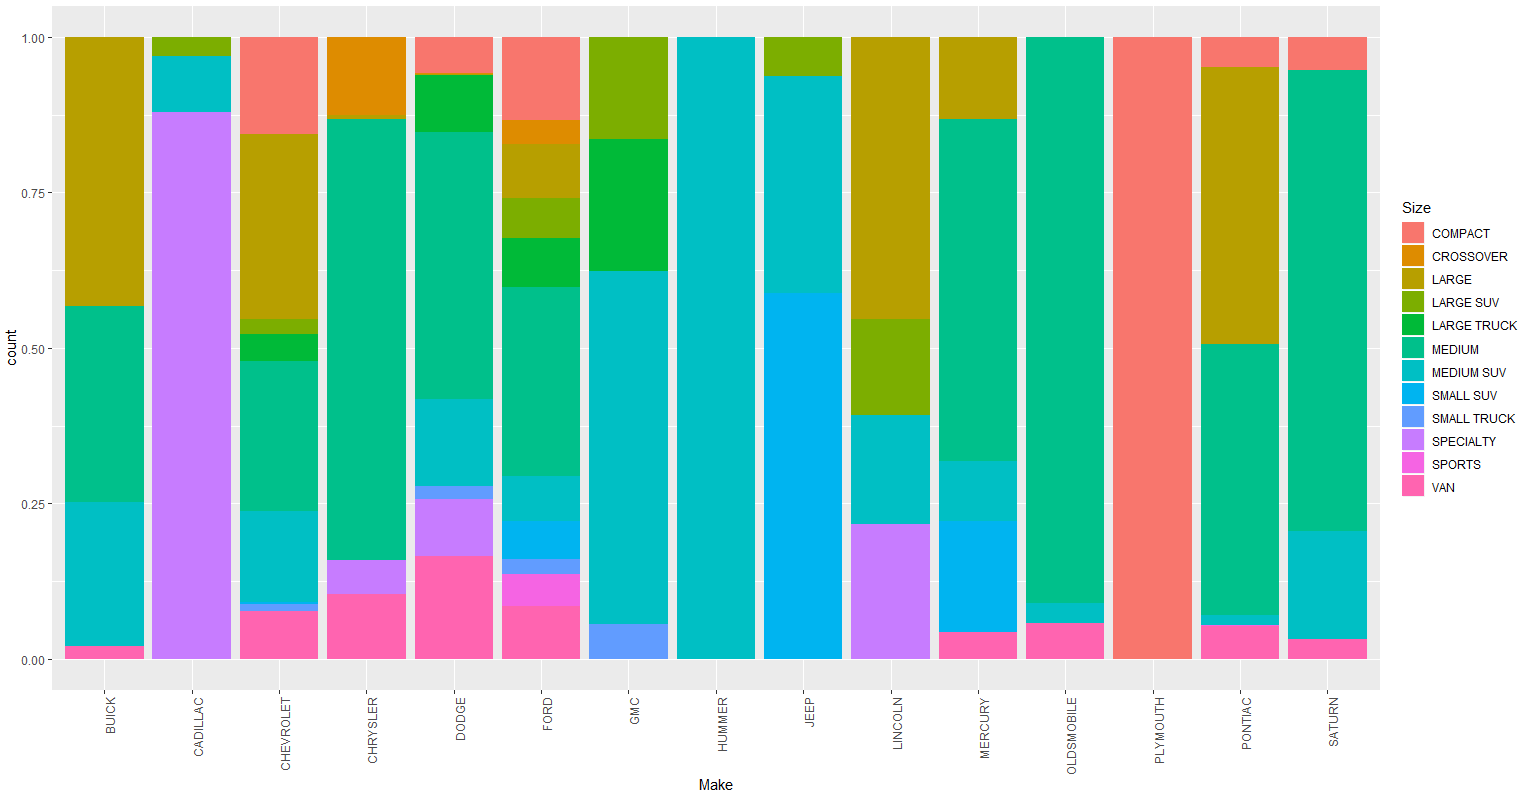 1.00
0.75
0.50
0.25
0.00
count
BUICK
CADILLAC
CHEVROLET
CHRYSLER
DODGE
FORD
GMC
HUMMER
JEEP
LINCOLN
MERCURY
OLDSMOBILE
PLYMOUTH
PONTIAC
SATURN
Make
Size
COMPACT
CROSSOVER
LARGE
LARGE SUV
LARGE TRUCK
MEDIUM
MEDIUM SUV
SMALL SUV
SMALL TRUCK
SPECIALTY
SPORTS
VAN